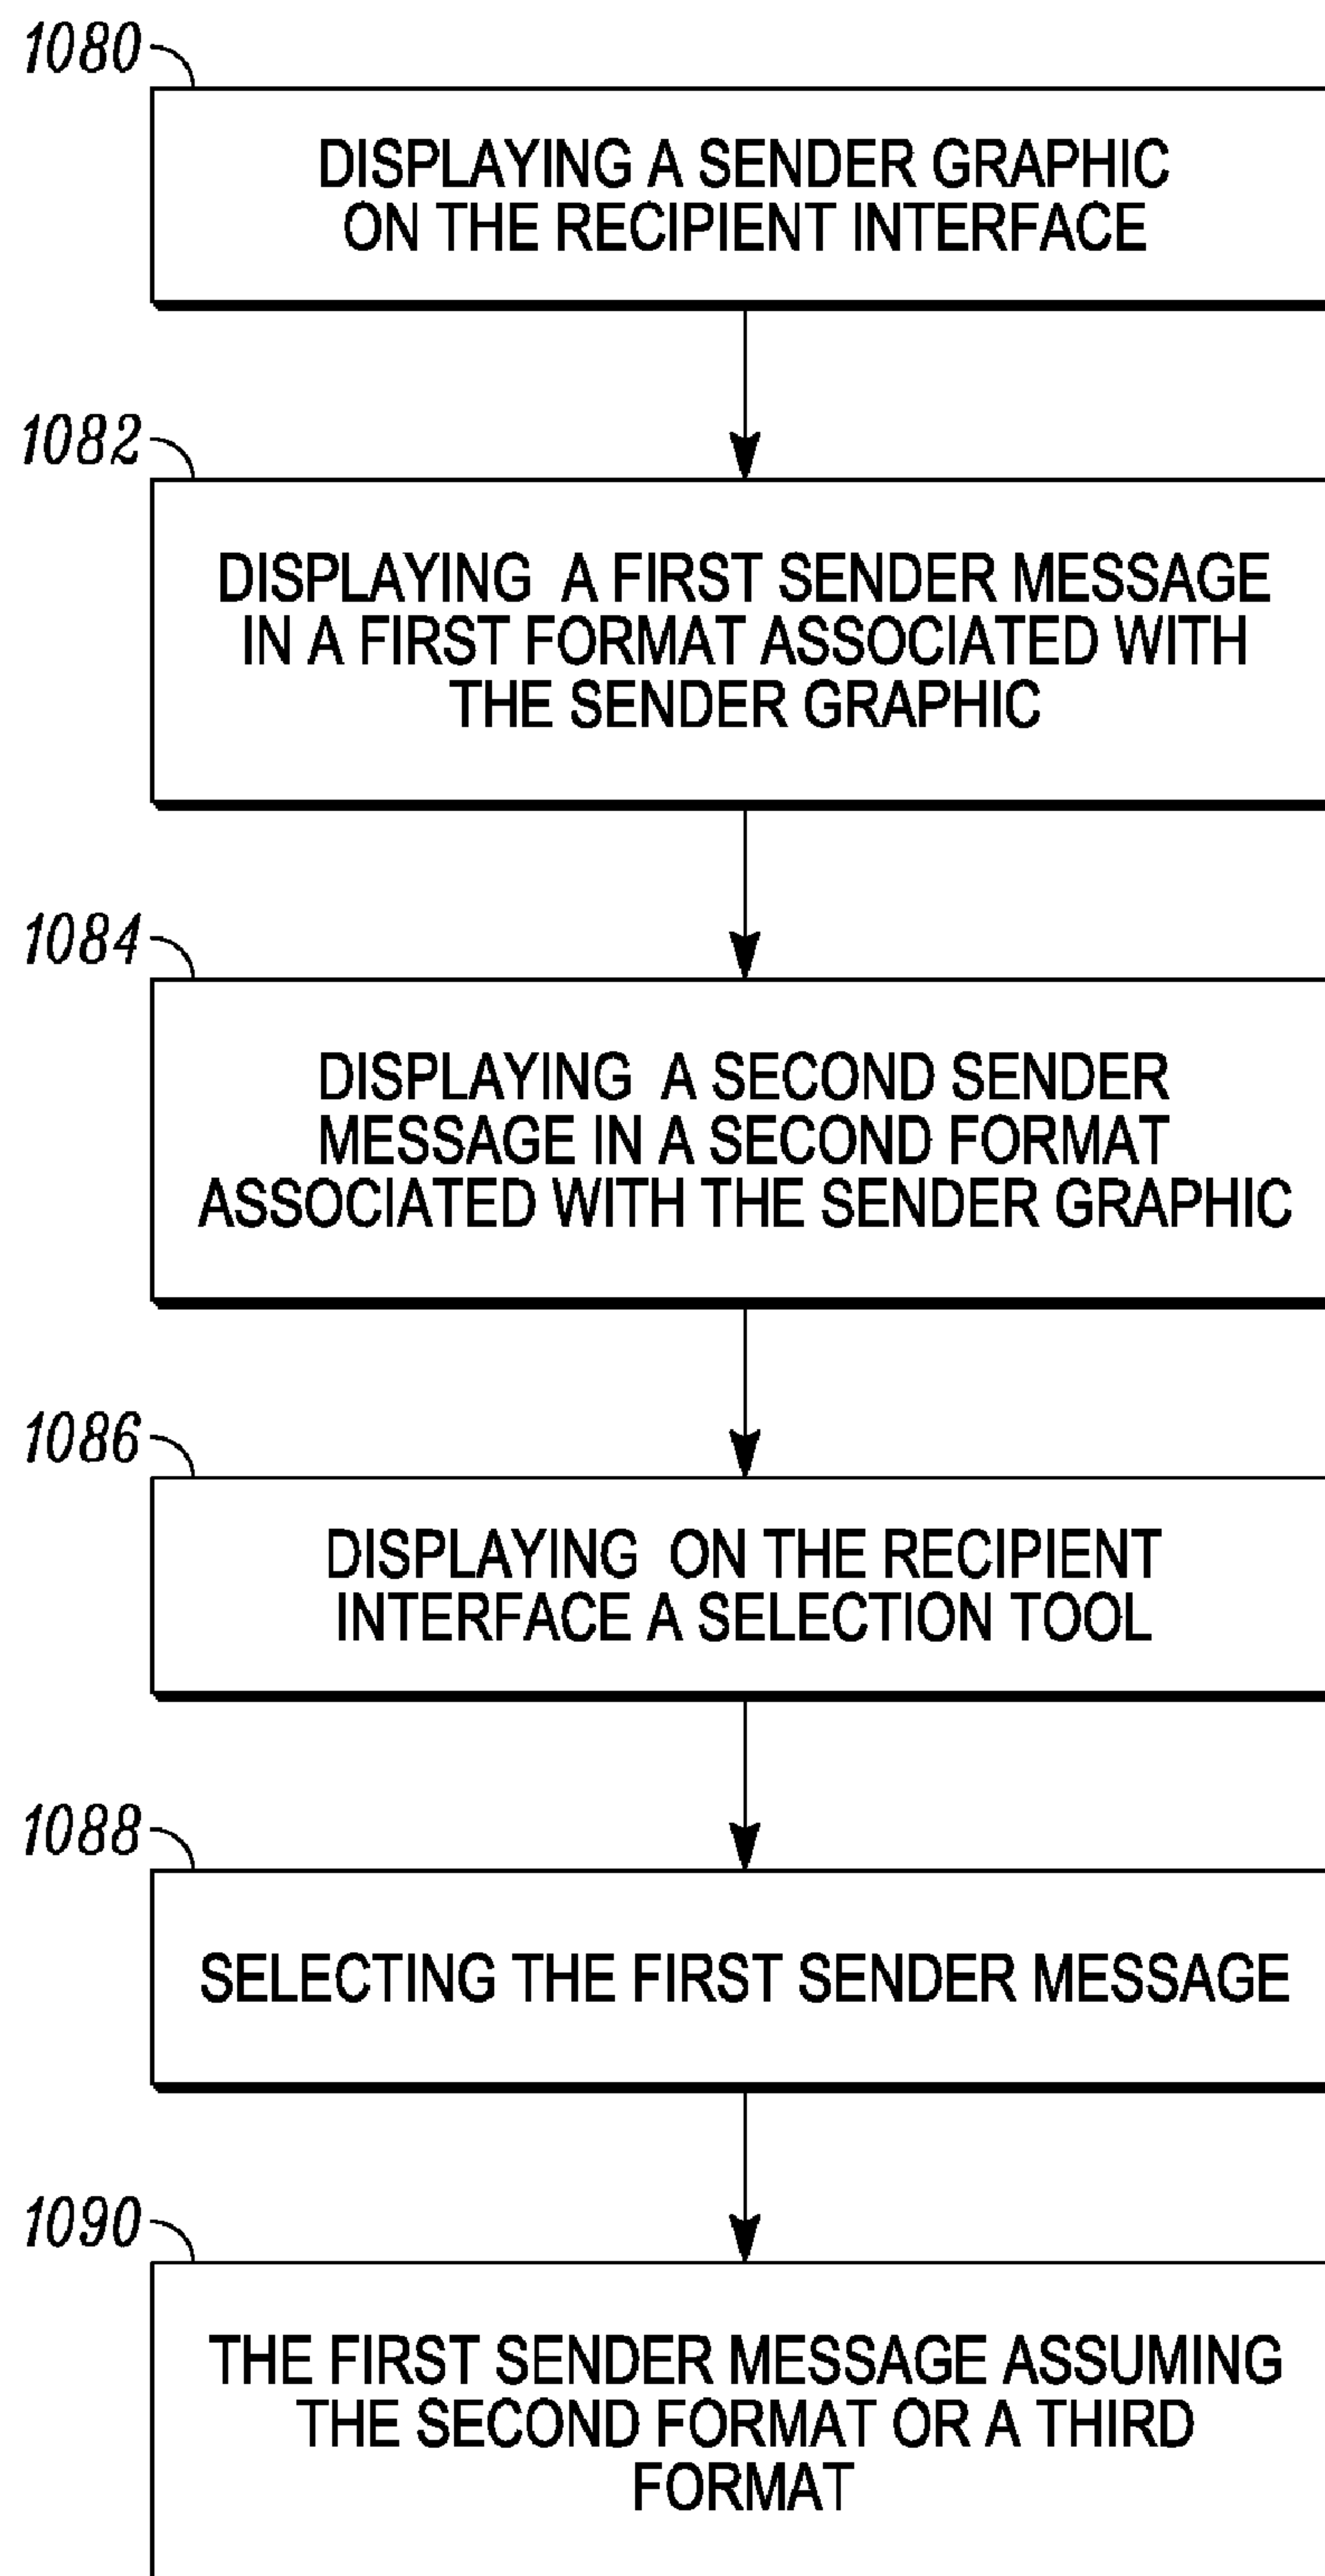 1080
DISPLAYING A SENDER GRAPHIC
ON THE RECIPIENT INTERFACE
1082
DISPLAYING A FIRST SENDER MESSAGE
IN A FIRST FORMAT ASSOCIATED WITH
THE SENDER GRAPHIC
1084
DISPLAYING A SECOND SENDER
MESSAGE IN A SECOND FORMAT
ASSOCIATED WITH THE SENDER GRAPHIC
1086
DISPLAYING ON THE RECIPIENT
INTERFACE A SELECTION TOOL
1088
SELECTING THE FIRST SENDER MESSAGE
1090
THE FIRST SENDER MESSAGE ASSUMING
THE SECOND FORMAT OR A THIRD
FORMAT